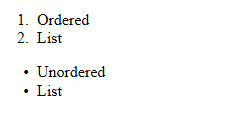 1. Ordered
2. List
• Unordered
• List